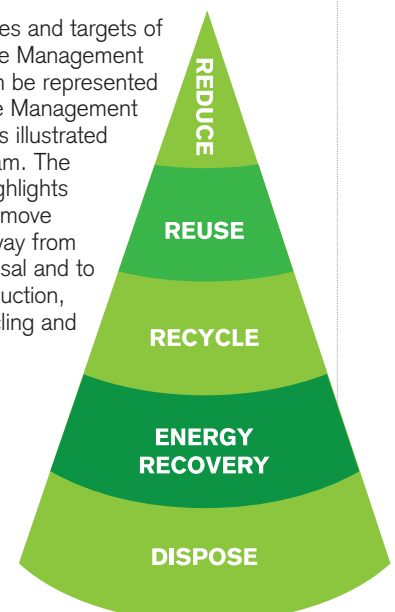 es and targets of
e Management
n be represented
e Management
s illustrated
am. The
ghlights
move
vay from
sal and to
uction,
ling and
REDUCE
REUSE
RECYCLE
ENERGY
RECOVERY
DISPOSE